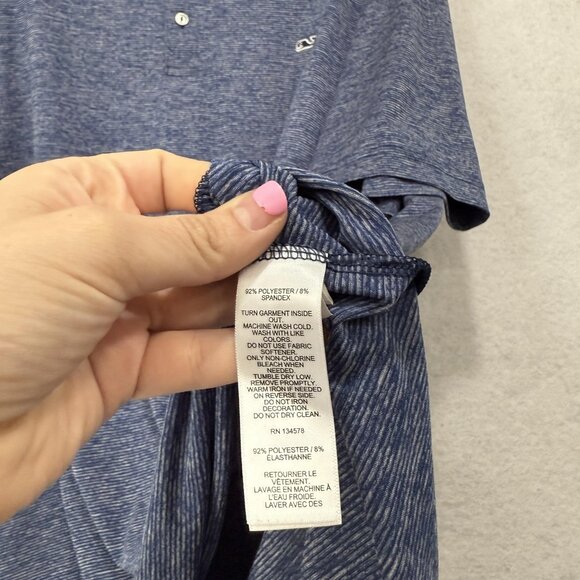 92% POLYESTER / 8%
SPANDEX
TURN GARMENT INSIDE
OUT.
MACHINE WASH COLD.
WASH WITH LIKE
COLORS.
DO NOT USE FABRIC
SOFTENER.
ONLY NON-CHLORINE
BLEACH WHEN
NEEDED.
TUMBLE DRY LOW.
REMOVE PROMPTLY.
WARM IRON IF NEEDED
ON REVERSE SIDE.
DO NOT IRON
DECORATION.
DO NOT DRY CLEAN.
RN 134578
92% POLYESTER / 8%
ÉLASTHANNE
RETOURNER LE
VÊTEMENT.
LAVAGE EN MACHINE À
L'EAU FROIDE.
LAVER AVEC DES